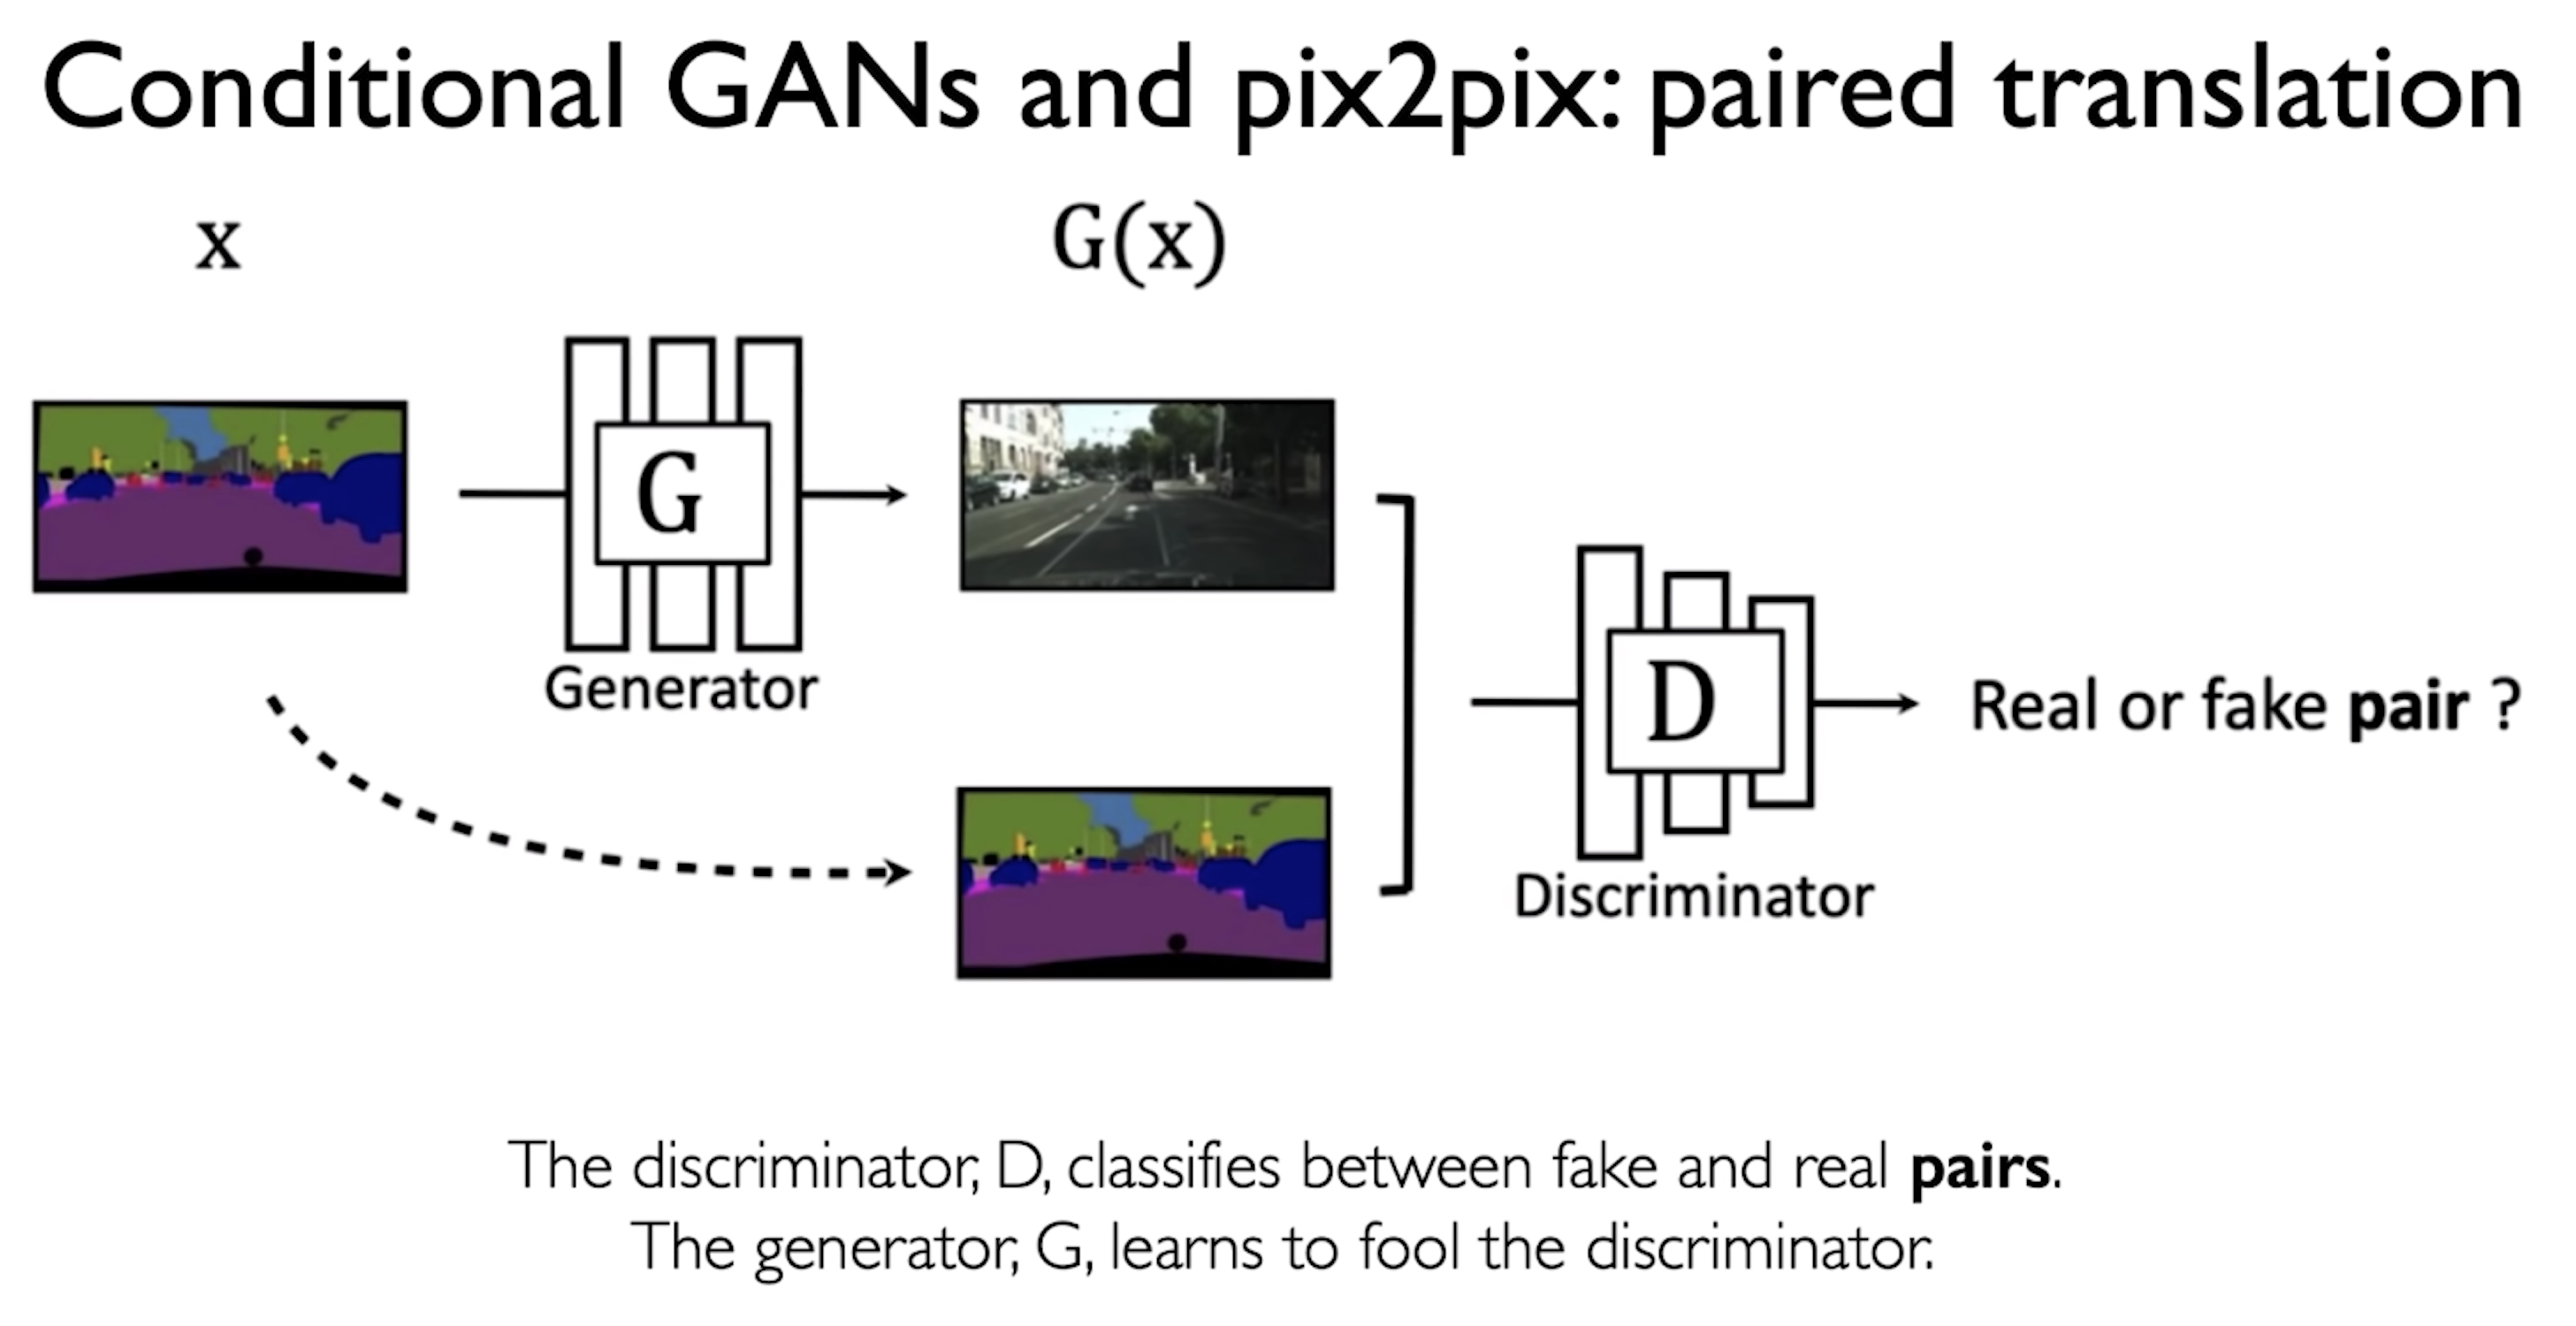 Conditional GANs and pix2pix: paired translation
x
G(x)
G
Generator
D
Discriminator
Real or fake pair ?
The discriminator, D, classifies between fake and real pairs.
The generator, G, learns to fool the discriminator.